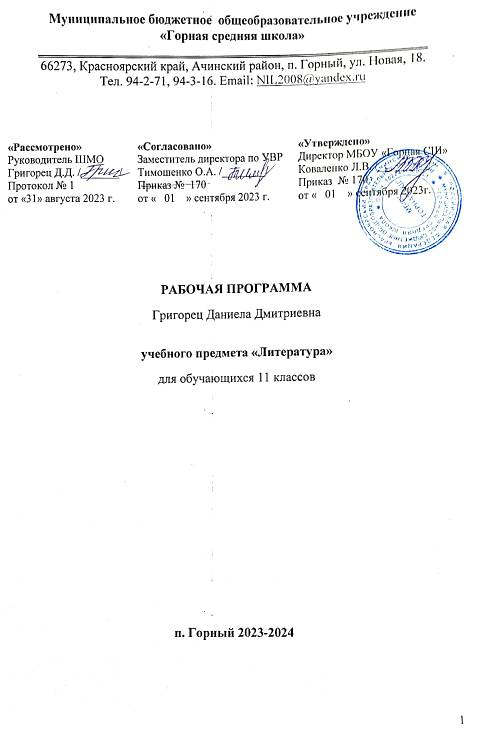 Муниципальное бюджетное общеобразовательное учреждение
«Горная средняя школа»
66273, Красноярский край, Ачинский район, п. Горный, ул. Новая, 18.
Тел. 94-2-71, 94-3-16. Email: NIL2008@yandex.ru
«Рассмотрено»
Руководитель ШМО
Григорец Д.Д. /
Протокол № 1
от «31» августа 2023 г.
«Согласовано»
Заместитель директора по УВР
Тимошенко О.А. /
Приказ № 170
от « 01 » сентября 2023 г.
«Утверждено»
Директор МБОУ «Горная СШ»
Коваленко Л.В.
Приказ № 170
от « 01 » сентября 2023г.
РАБОЧАЯ ПРОГРАММА
Григорец Даниела Дмитриевна
учебного предмета «Литература»
для обучающихся 11 классов
п. Горный 2023-2024
1